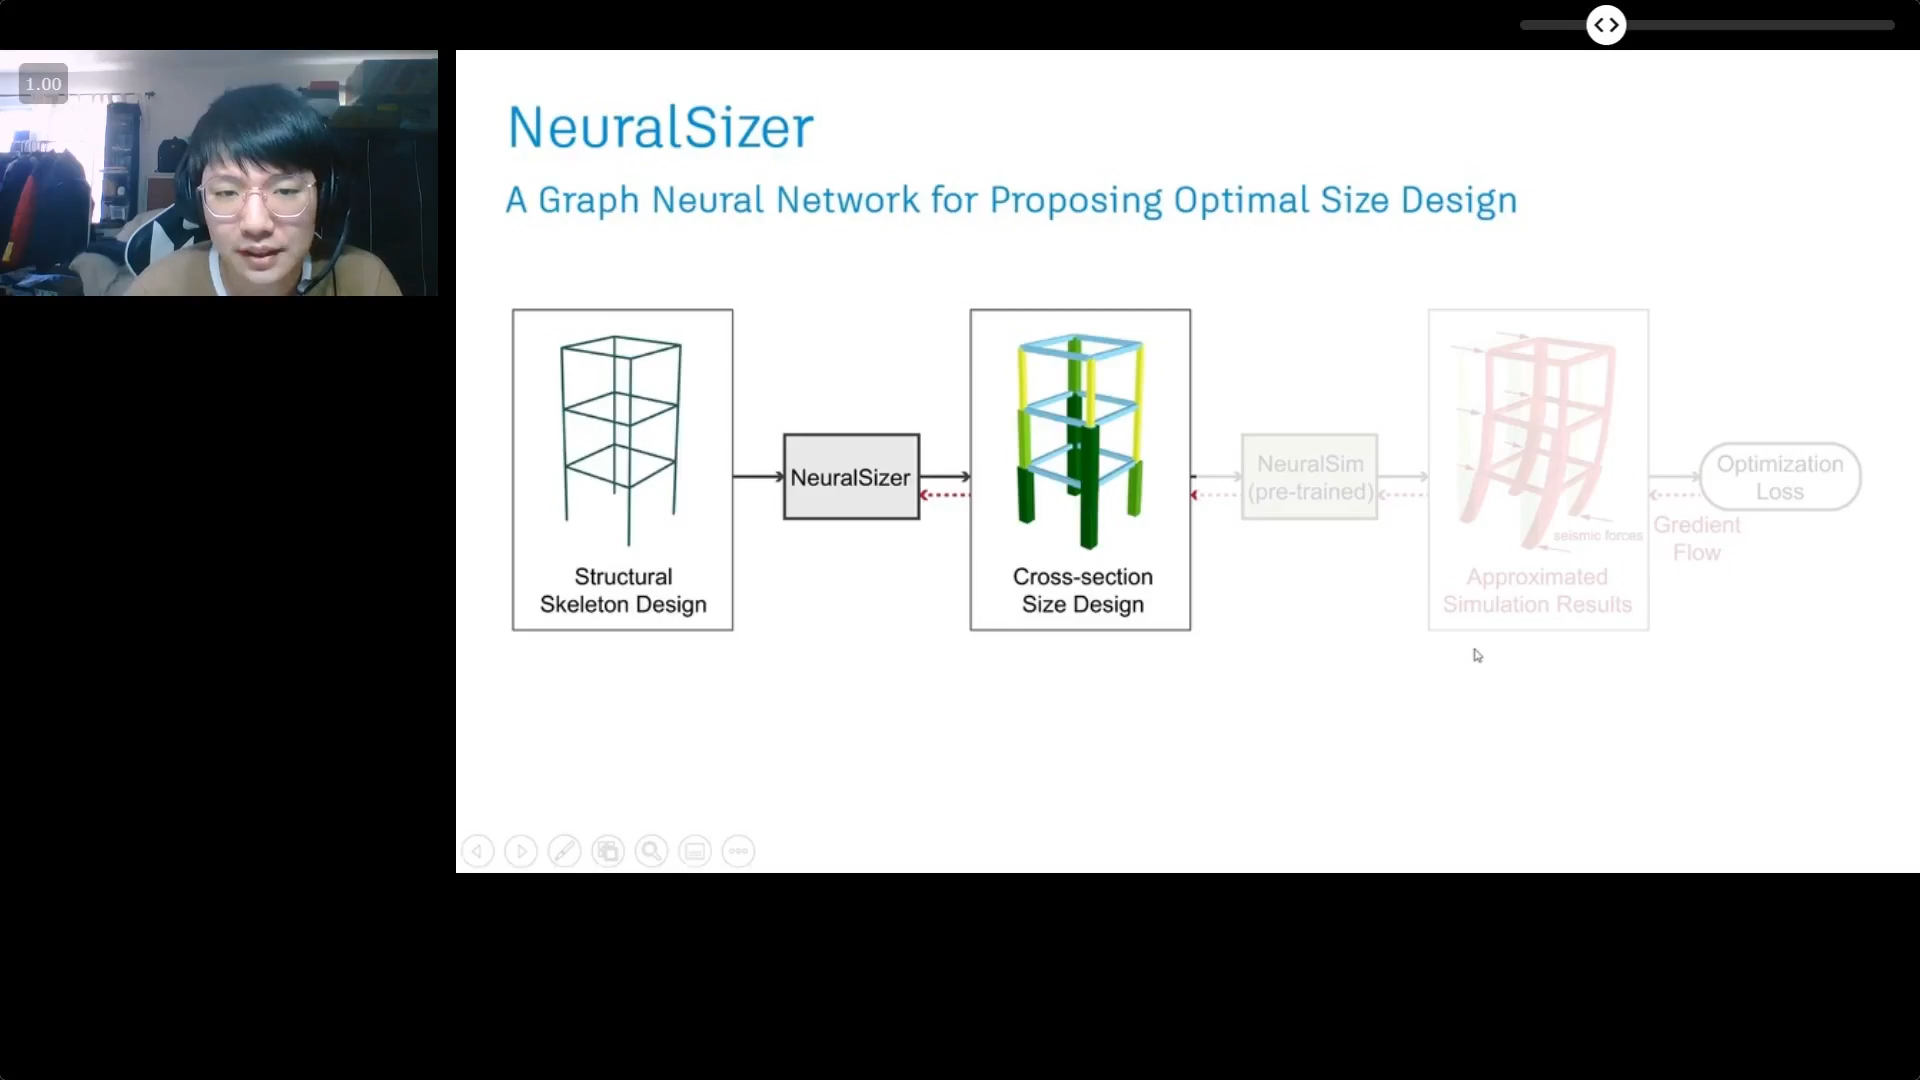 1.00
NeuralSizer
A Graph Neural Network for Proposing Optimal Size Design
Structural
Skeleton Design
NeuralSizer
Cross-section
Size Design
NeuralSim
(pre-trained)
seismic forces
Approximated
Simulation Results
Optimization
Loss
Gredient
Flow